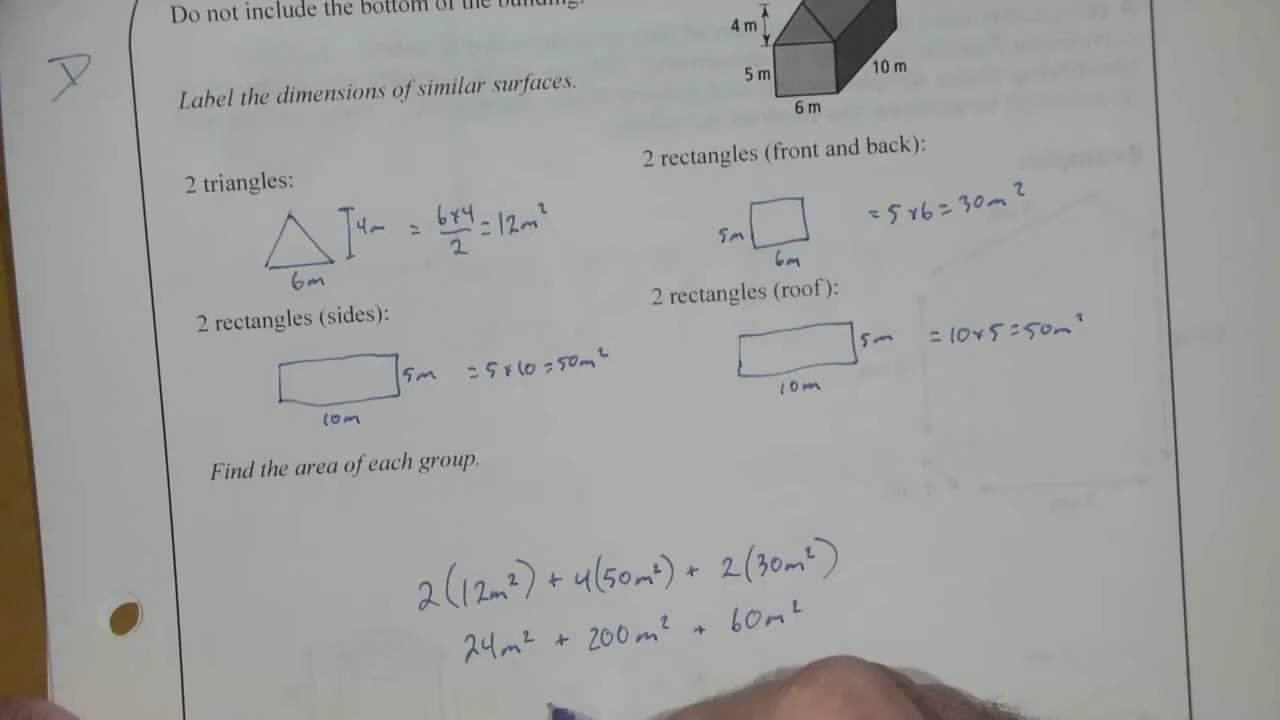 Do not include the bottom of the building.
4 m
5 m
10 m
6 m
Label the dimensions of similar surfaces.
2 triangles:
4m = 6×4/2 = 12m²
6m
2 rectangles (front and back):
5m = 5×6 = 30m²
6m
2 rectangles (sides):
5m = 5×10 = 50m²
10m
2 rectangles (roof):
5m = 10×5 = 50m²
10m
Find the area of each group.
2(12m²) + 4(50m²) + 2(30m²)
24m² + 200m² + 60m²